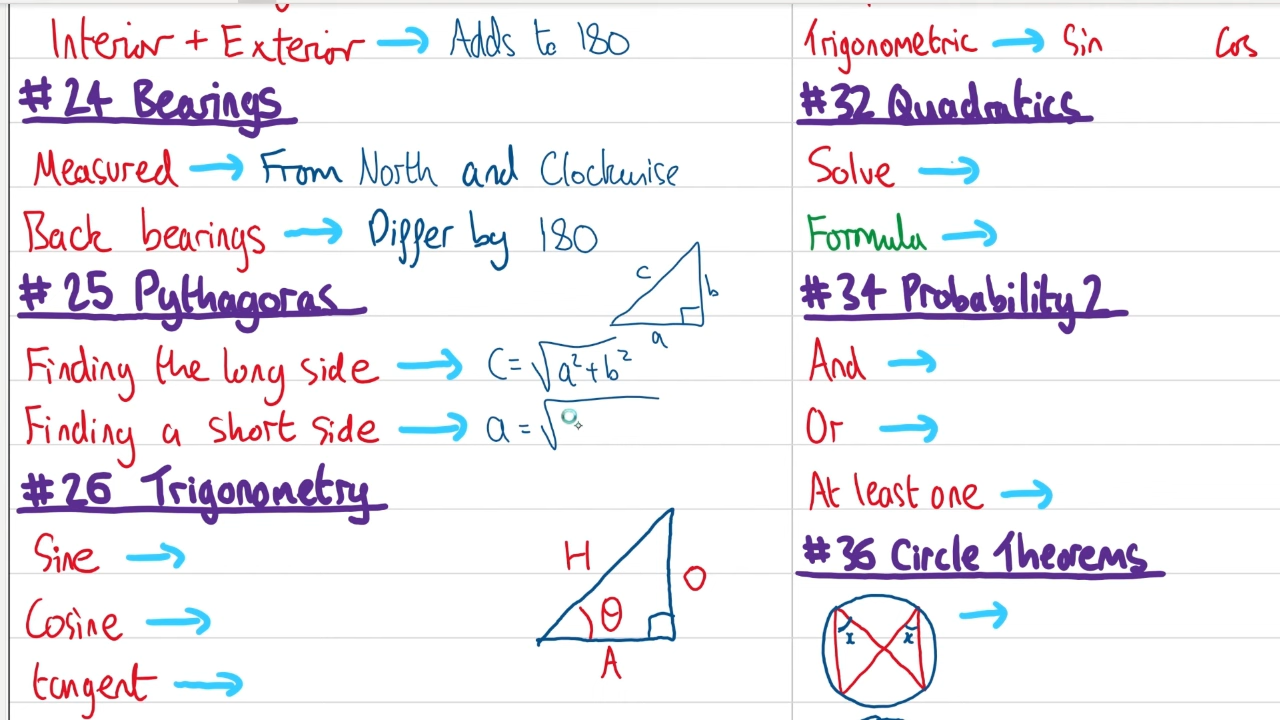 Interior + Exterior → Adds to 180
#24 Bearings
Measured → From North and Clockwise
Back bearings → Differ by 180
#25 Pythagoras
c
b
a
Finding the long side → c = √a²+b²
Finding a short side → a = √
#26 Trigonometry
Sine →
Cosine →
tangent →
H
O
θ
A
Trigonometric → Sin Cos
#32 Quadratics
Solve →
Formula →
#34 Probability 2
And →
Or →
At least one →
#36 Circle Theorems
x x →